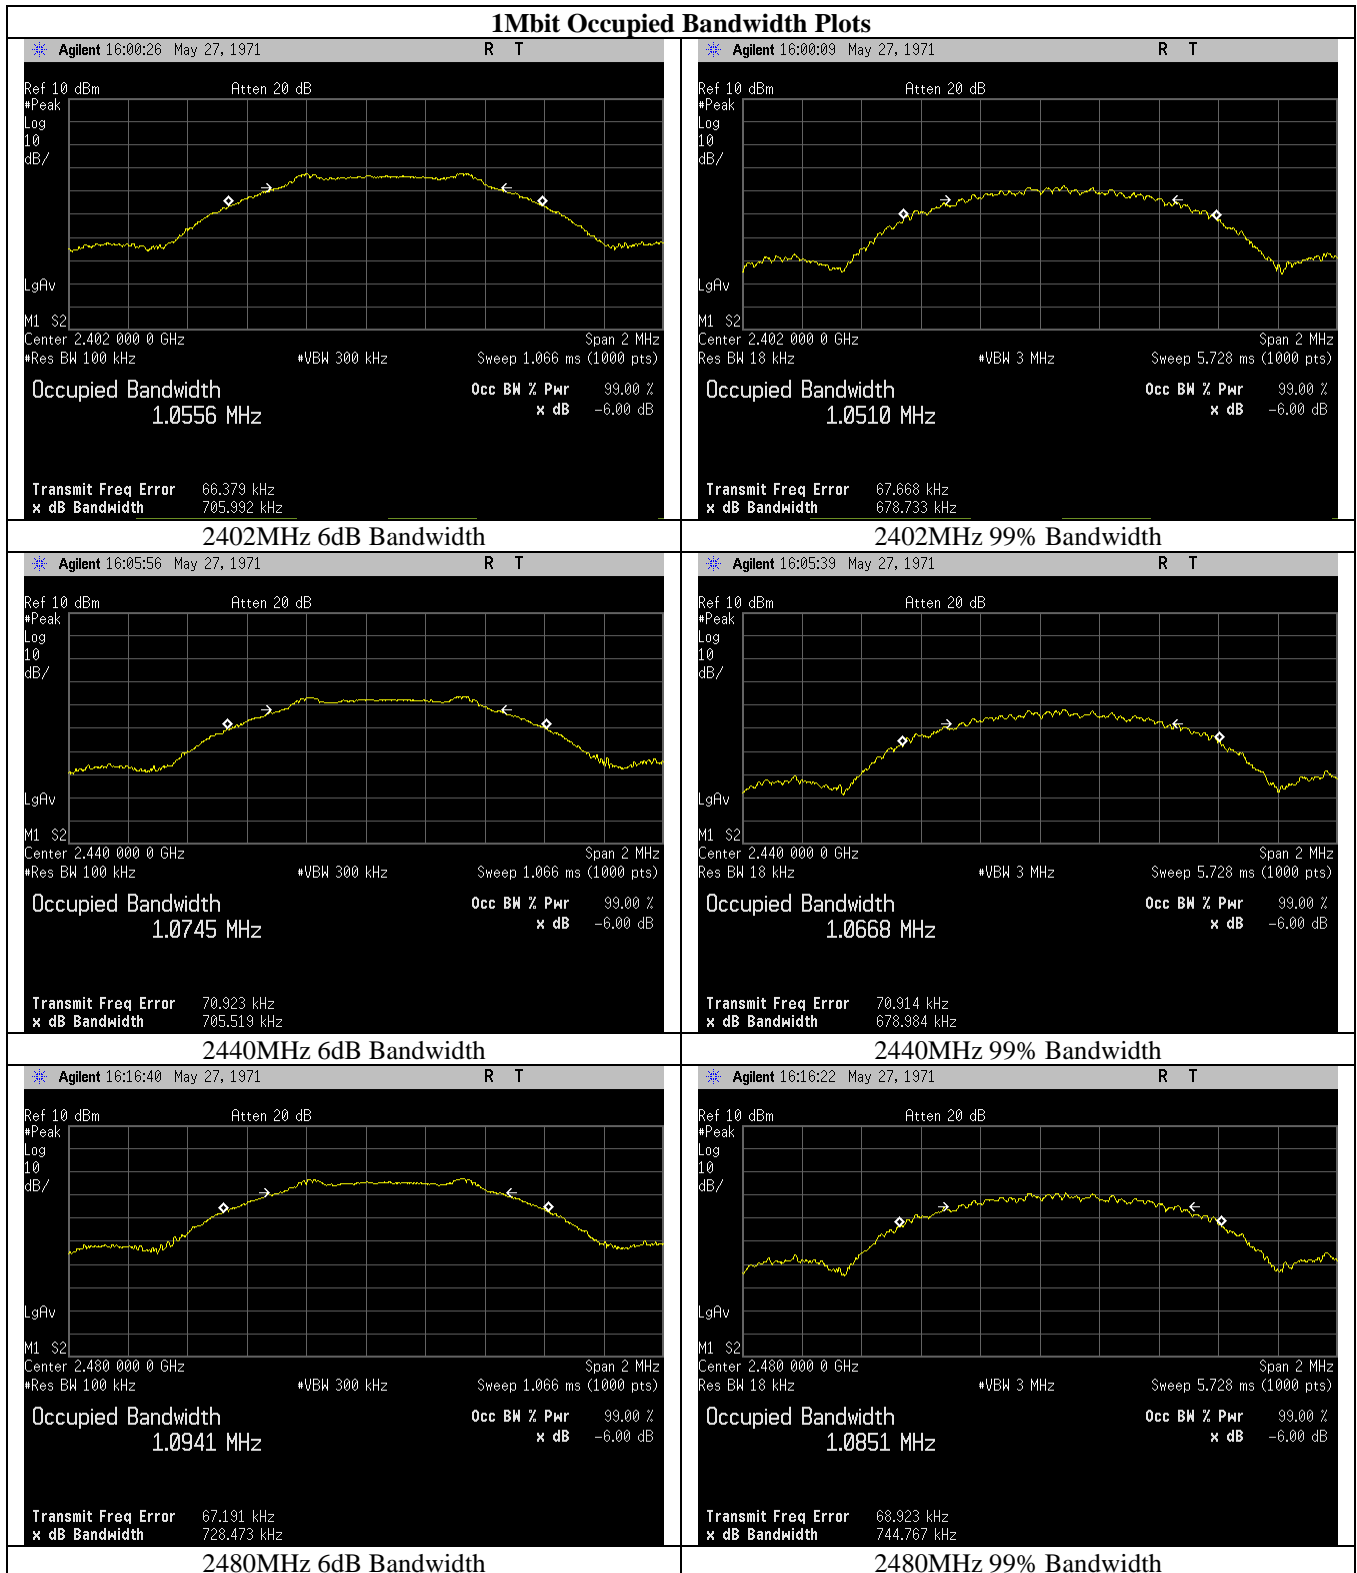 1Mbit Occupied Bandwidth Plots
Agilent 16:00:26 May 27, 1971 R T
Ref 10 dBm Atten 20 dB
#Peak
Log
10
dB/
LgAv
M1 S2
Center 2.402 000 0 GHz Span 2 MHz
#Res BW 100 kHz #VBW 300 kHz Sweep 1.066 ms (1000 pts)
Occupied Bandwidth Occ BW % Pwr 99.00 %
1.0556 MHz x dB -6.00 dB
Transmit Freq Error 66.379 kHz
x dB Bandwidth 705.992 kHz
2402MHz 6dB Bandwidth
Agilent 16:00:09 May 27, 1971 R T
Ref 10 dBm Atten 20 dB
#Peak
Log
10
dB/
LgAv
M1 S2
Center 2.402 000 0 GHz Span 2 MHz
Res BW 18 kHz #VBW 3 MHz Sweep 5.728 ms (1000 pts)
Occupied Bandwidth Occ BW % Pwr 99.00 %
1.0510 MHz x dB -6.00 dB
Transmit Freq Error 67.668 kHz
x dB Bandwidth 678.733 kHz
2402MHz 99% Bandwidth
Agilent 16:05:56 May 27, 1971 R T
Ref 10 dBm Atten 20 dB
#Peak
Log
10
dB/
LgAv
M1 S2
Center 2.440 000 0 GHz Span 2 MHz
#Res BW 100 kHz #VBW 300 kHz Sweep 1.066 ms (1000 pts)
Occupied Bandwidth Occ BW % Pwr 99.00 %
1.0745 MHz x dB -6.00 dB
Transmit Freq Error 70.923 kHz
x dB Bandwidth 705.519 kHz
2440MHz 6dB Bandwidth
Agilent 16:05:39 May 27, 1971 R T
Ref 10 dBm Atten 20 dB
#Peak
Log
10
dB/
LgAv
M1 S2
Center 2.440 000 0 GHz Span 2 MHz
Res BW 18 kHz #VBW 3 MHz Sweep 5.728 ms (1000 pts)
Occupied Bandwidth Occ BW % Pwr 99.00 %
1.0668 MHz x dB -6.00 dB
Transmit Freq Error 70.914 kHz
x dB Bandwidth 678.984 kHz
2440MHz 99% Bandwidth
Agilent 16:16:40 May 27, 1971 R T
Ref 10 dBm Atten 20 dB
#Peak
Log
10
dB/
LgAv
M1 S2
Center 2.480 000 0 GHz Span 2 MHz
#Res BW 100 kHz #VBW 300 kHz Sweep 1.066 ms (1000 pts)
Occupied Bandwidth Occ BW % Pwr 99.00 %
1.0941 MHz x dB -6.00 dB
Transmit Freq Error 67.191 kHz
x dB Bandwidth 728.473 kHz
2480MHz 6dB Bandwidth
Agilent 16:16:22 May 27, 1971 R T
Ref 10 dBm Atten 20 dB
#Peak
Log
10
dB/
LgAv
M1 S2
Center 2.480 000 0 GHz Span 2 MHz
Res BW 18 kHz #VBW 3 MHz Sweep 5.728 ms (1000 pts)
Occupied Bandwidth Occ BW % Pwr 99.00 %
1.0851 MHz x dB -6.00 dB
Transmit Freq Error 68.923 kHz
x dB Bandwidth 744.767 kHz
2480MHz 99% Bandwidth